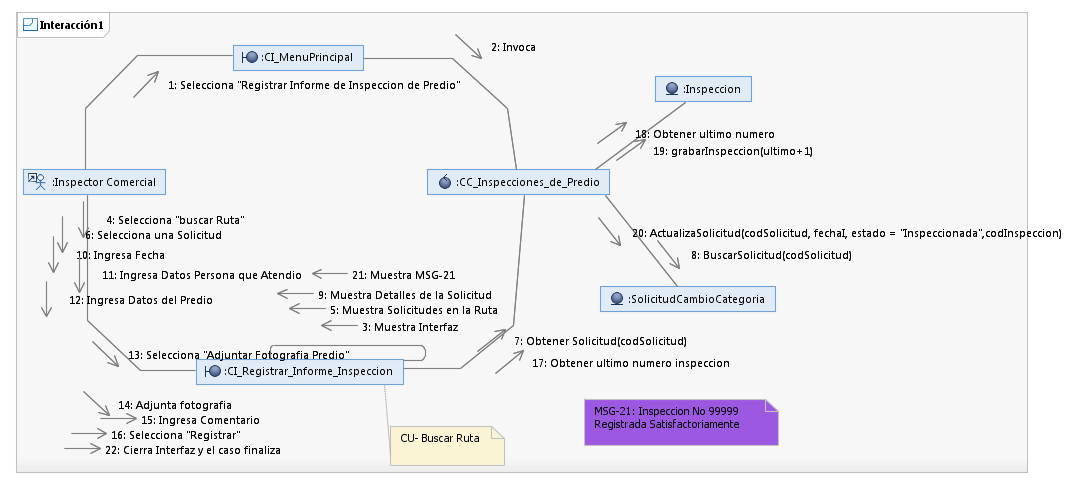 Interacción1
:CI_MenuPrincipal
2: Invoca
1: Selecciona "Registrar Informe de Inspeccion de Predio"
:Inspeccion
18: Obtener ultimo numero
19: grabarInspeccion(ultimo+1)
:Inspector Comercial
:CC_Inspecciones_de_Predio
4: Selecciona "buscar Ruta"
6: Selecciona una Solicitud
20: ActualizaSolicitud(codSolicitud, fechaI, estado = "Inspeccionada",codInspeccion)
10: Ingresa Fecha
8: BuscarSolicitud(codSolicitud)
11: Ingresa Datos Persona que Atendio
21: Muestra MSG-21
12: Ingresa Datos del Predio
9: Muestra Detalles de la Solicitud
:SolicitudCambioCategoria
5: Muestra Solicitudes en la Ruta
3: Muestra Interfaz
7: Obtener Solicitud(codSolicitud)
13: Selecciona "Adjuntar Fotografia Predio"
17: Obtener ultimo numero inspeccion
:CI_Registrar_Informe_Inspeccion
14: Adjunta fotografia
15: Ingresa Comentario
16: Selecciona "Registrar"
22: Cierra Interfaz y el caso finaliza
CU- Buscar Ruta
MSG-21: Inspeccion No 99999
Registrada Satisfactoriamente